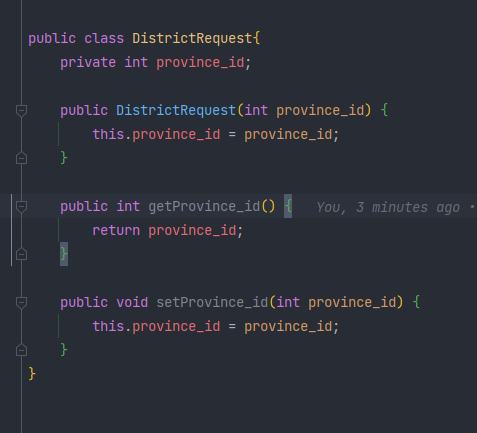 public class DistrictRequest{
    private int province_id;

    public DistrictRequest(int province_id) {
        this.province_id = province_id;
    }

    public int getProvince_id() {   You, 3 minutes ago •
        return province_id;
    }

    public void setProvince_id(int province_id) {
        this.province_id = province_id;
    }
}